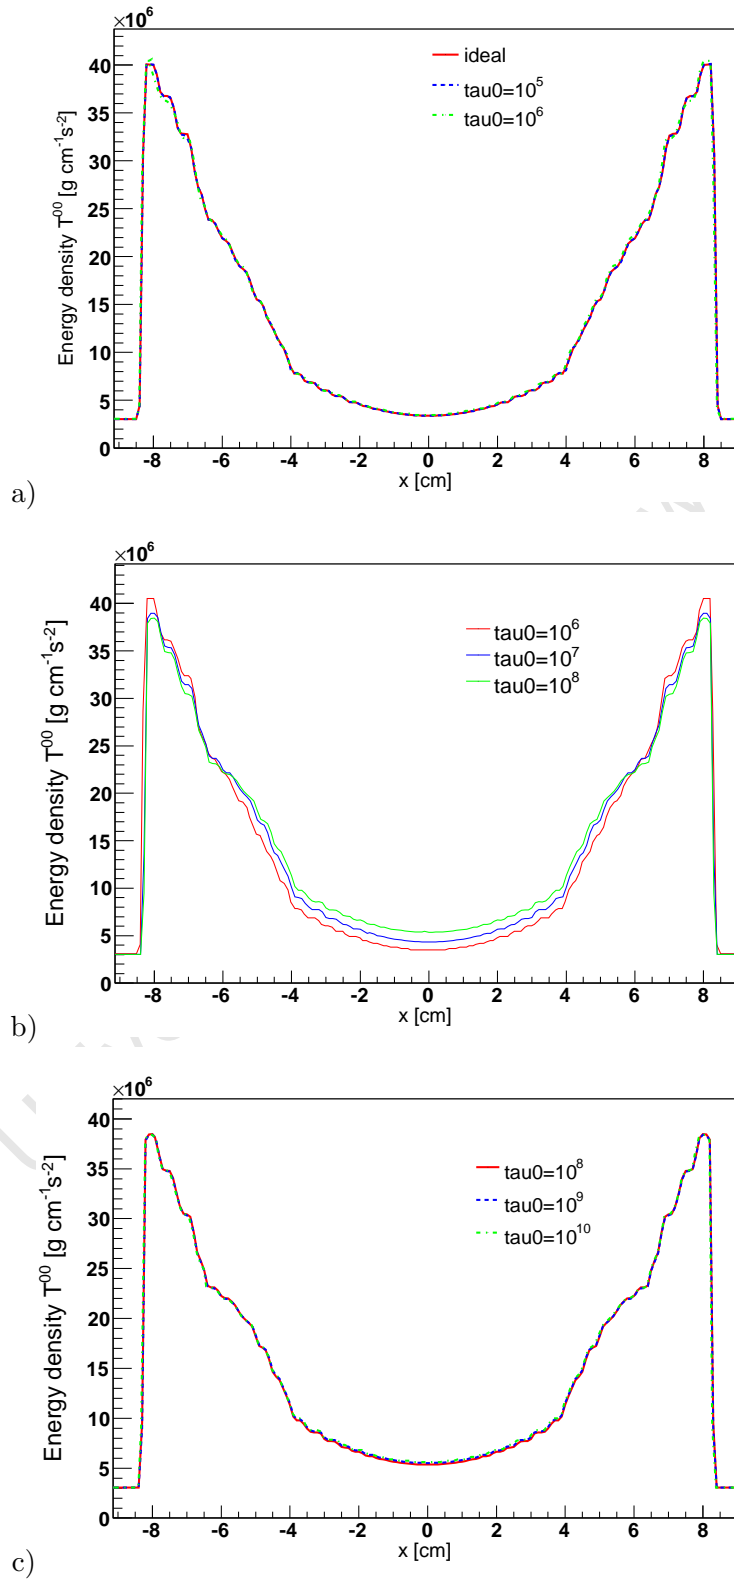 ×10⁶
Energy density T⁰⁰ [g cm⁻¹s⁻²]
40
35
30
25
20
15
10
5
0
ideal
tau0=10⁵
tau0=10⁶
-8 -6 -4 -2 0 2 4 6 8
x [cm]
a)
×10⁶
Energy density T⁰⁰ [g cm⁻¹s⁻²]
40
35
30
25
20
15
10
5
0
tau0=10⁶
tau0=10⁷
tau0=10⁸
-8 -6 -4 -2 0 2 4 6 8
x [cm]
b)
×10⁶
Energy density T⁰⁰ [g cm⁻¹s⁻²]
40
35
30
25
20
15
10
5
0
tau0=10⁸
tau0=10⁹
tau0=10¹⁰
-8 -6 -4 -2 0 2 4 6 8
x [cm]
c)